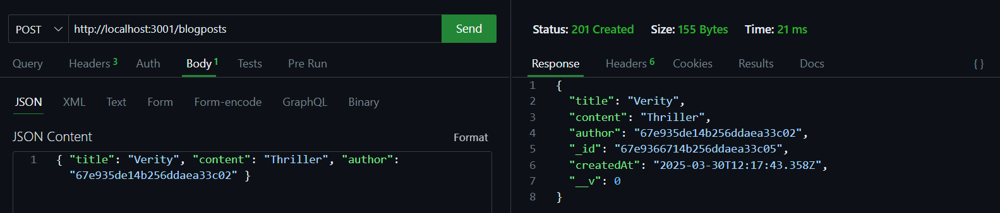 POST http://localhost:3001/blogposts Send
Query Headers 3 Auth Body 1 Tests Pre Run
JSON XML Text Form Form-encode GraphQL Binary
JSON Content Format
1 { "title": "Verity", "content": "Thriller", "author":
"67e935de14b256ddaea33c02" }
Status: 201 Created Size: 155 Bytes Time: 21 ms
Response Headers 6 Cookies Results Docs { }
1 {
2 "title": "Verity",
3 "content": "Thriller",
4 "author": "67e935de14b256ddaea33c02",
5 "_id": "67e9366714b256ddaea33c05",
6 "createdAt": "2025-03-30T12:17:43.358Z",
7 "__v": 0
8 }